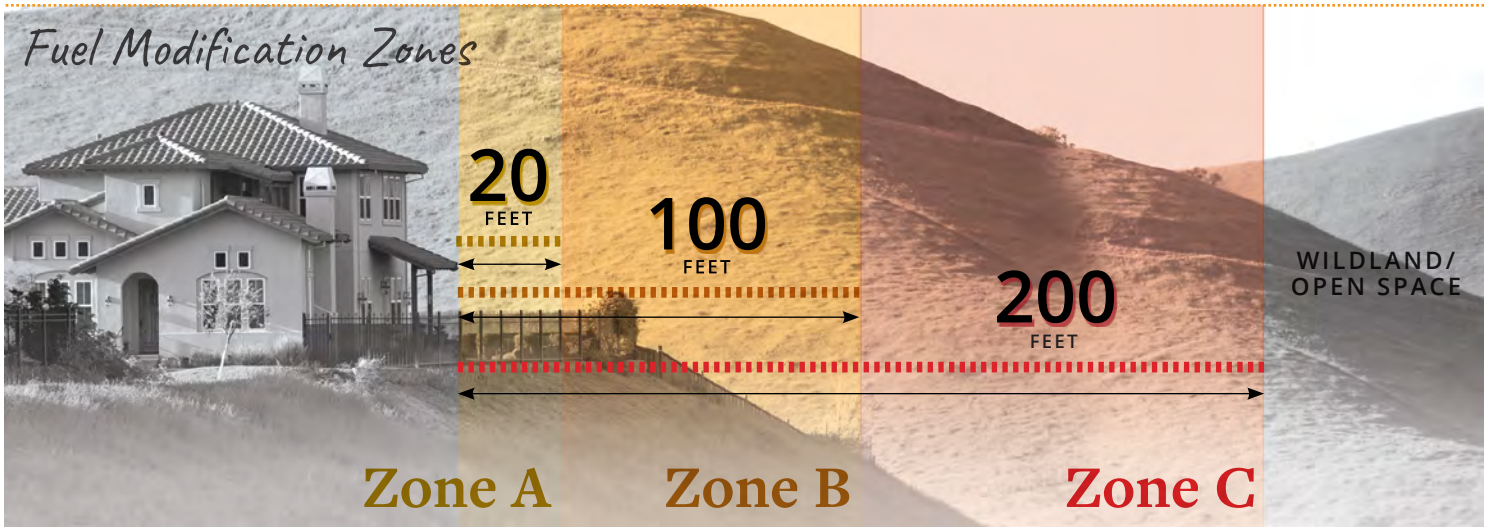 Fuel Modification Zones
20
FEET
100
FEET
200
FEET
WILDLAND/
OPEN SPACE
Zone A
Zone B
Zone C